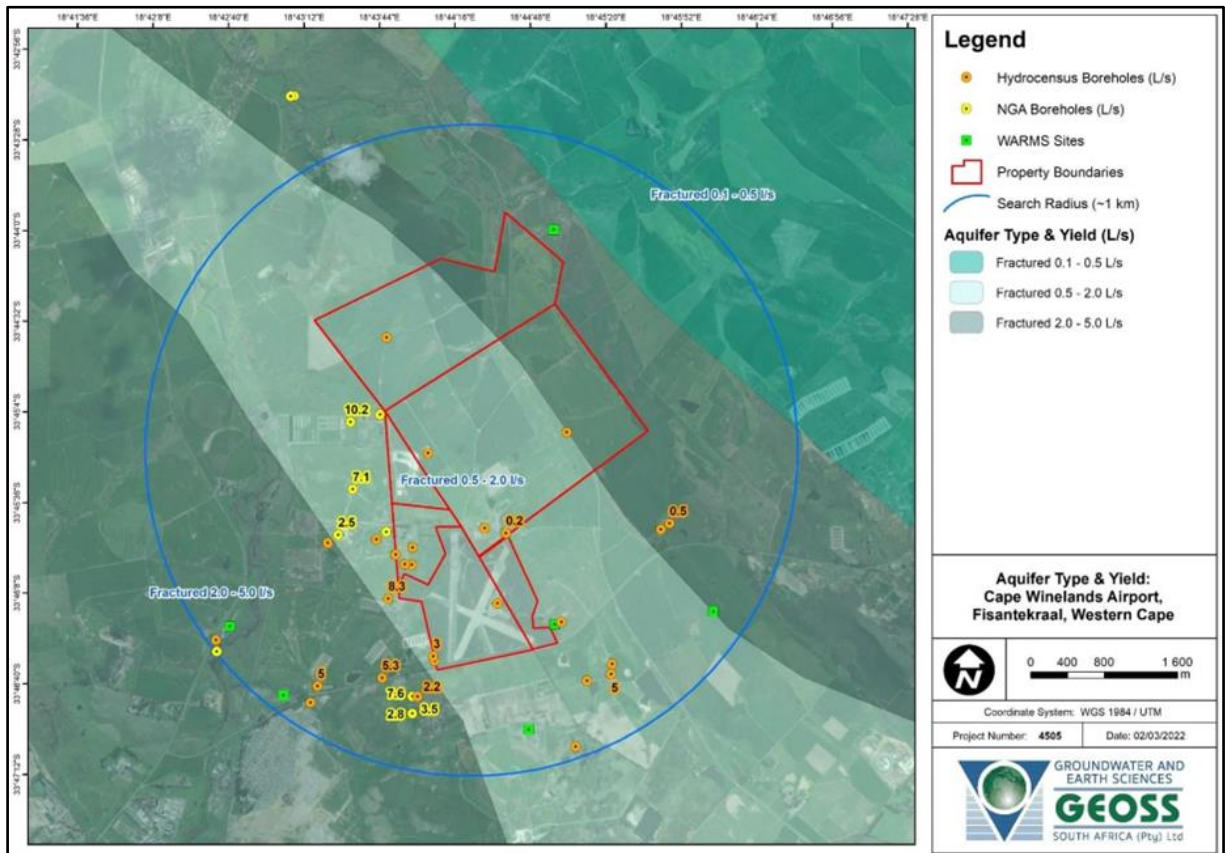 18°41'36"E 18°42'8"E 18°42'40"E 18°43'12"E 18°43'44"E 18°44'16"E 18°44'48"E 18°45'20"E 18°45'52"E 18°46'24"E 18°46'56"E 18°47'28"E
33°42'56"S
33°43'28"S
33°44'0"S
33°44'32"S
33°45'4"S
33°45'36"S
33°46'8"S
33°46'40"S
33°47'12"S
Fractured 0.1 - 0.5 l/s
10.2
7.1
Fractured 0.5 - 2.0 l/s
2.5
0.2
0.5
Fractured 2.0 - 5.0 l/s
8.3
3
5.3
5
5
7.6
2.2
2.8
3.5
Legend
Hydrocensus Boreholes (L/s)
NGA Boreholes (L/s)
WARMS Sites
Property Boundaries
Search Radius (~1 km)
Aquifer Type & Yield (L/s)
Fractured 0.1 - 0.5 L/s
Fractured 0.5 - 2.0 L/s
Fractured 2.0 - 5.0 L/s
Aquifer Type & Yield:
Cape Winelands Airport,
Fisantekraal, Western Cape
N
0 400 800 1 600
m
Coordinate System: WGS 1984 / UTM
Project Number: 4505
Date: 02/03/2022
GROUNDWATER AND
EARTH SCIENCES
GEOSS
SOUTH AFRICA (Pty) Ltd